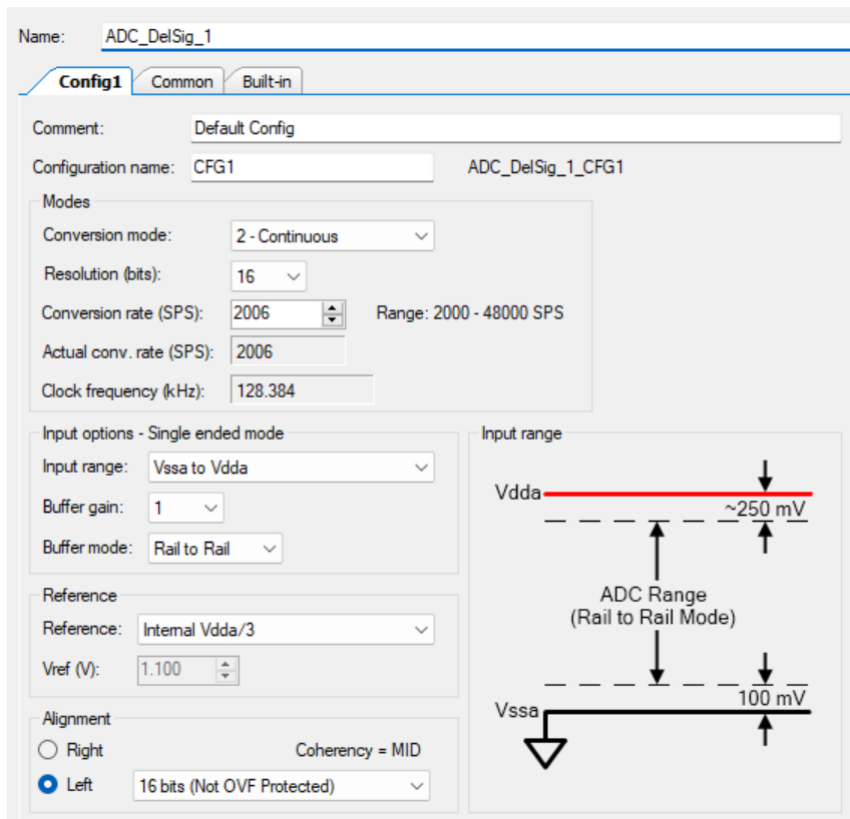 Name: ADC_DelSig_1
Config1 Common Built-in
Comment: Default Config
Configuration name: CFG1 ADC_DelSig_1_CFG1
Modes
Conversion mode: 2 - Continuous
Resolution (bits): 16
Conversion rate (SPS): 2006 Range: 2000 - 48000 SPS
Actual conv. rate (SPS): 2006
Clock frequency (kHz): 128.384
Input options - Single ended mode
Input range: Vssa to Vdda
Buffer gain: 1
Buffer mode: Rail to Rail
Reference
Reference: Internal Vdda/3
Vref (V): 1.100
Alignment
Right Coherency = MID
Left 16 bits (Not OVF Protected)
Input range
Vdda
~250 mV
ADC Range
(Rail to Rail Mode)
100 mV
Vssa